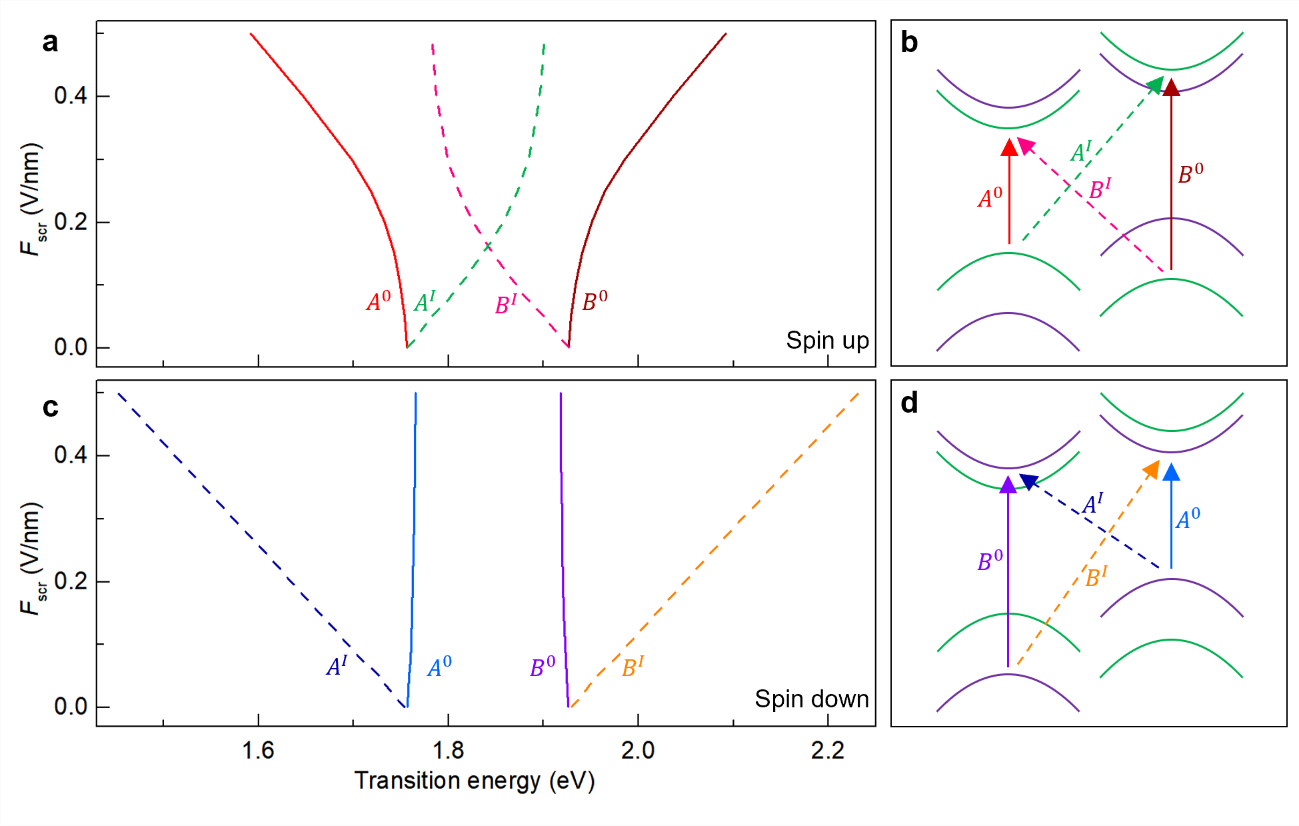 a
0.4
0.2
0.0
F_scr (V/nm)
A^0
A^I
B^I
B^0
Spin up
b
A^0
A^I
B^I
B^0
c
0.4
0.2
0.0
F_scr (V/nm)
A^I
A^0
B^0
B^I
Spin down
1.6
1.8
2.0
2.2
Transition energy (eV)
d
B^0
A^I
B^I
A^0